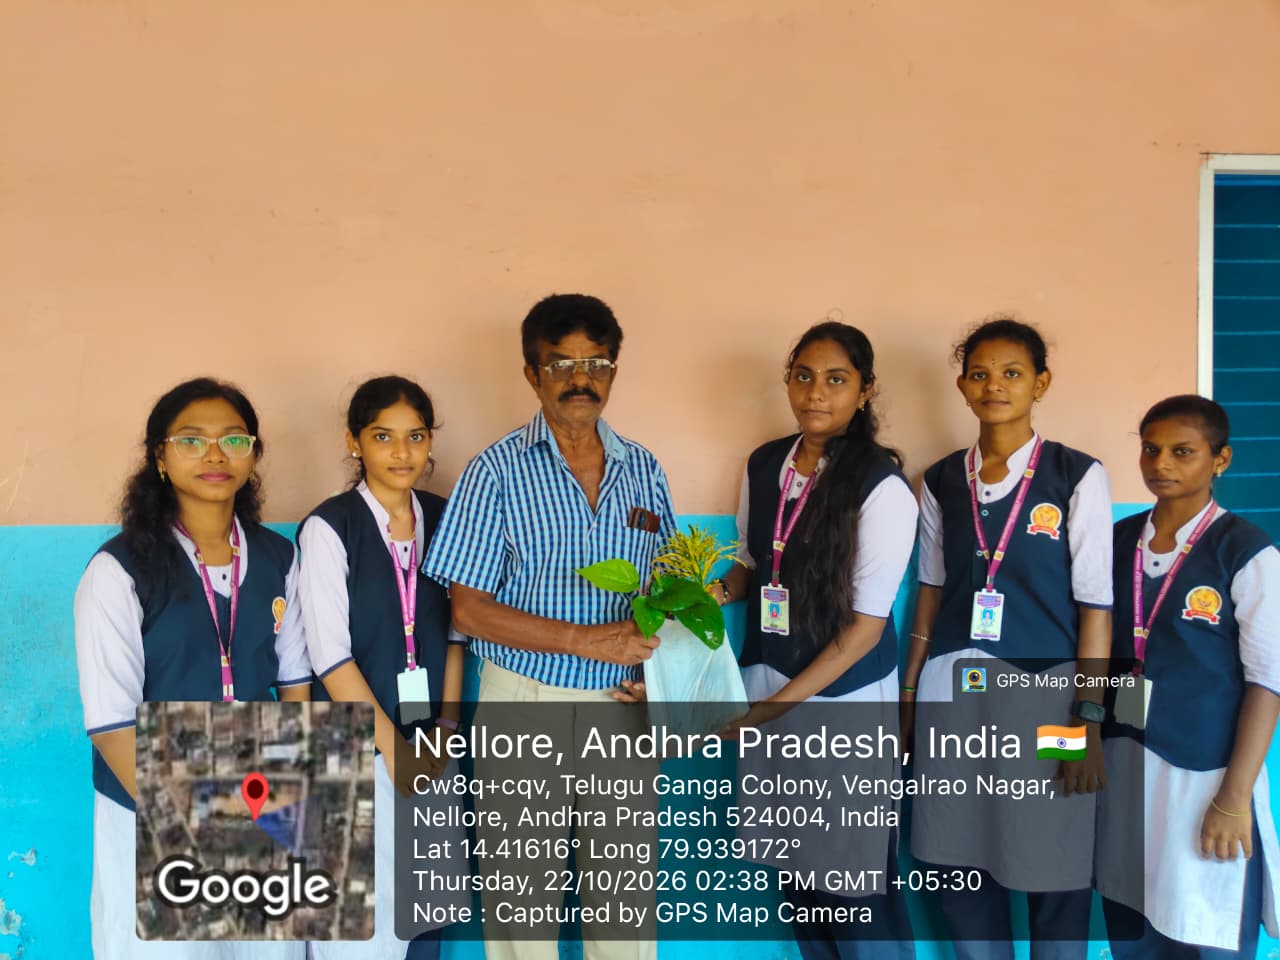 GPS Map Camera
Nellore, Andhra Pradesh, India
Cw8q+cqv, Telugu Ganga Colony, Vengalrao Nagar,
Nellore, Andhra Pradesh 524004, India
Lat 14.41616° Long 79.939172°
Thursday, 22/10/2026 02:38 PM GMT +05:30
Note : Captured by GPS Map Camera
Google